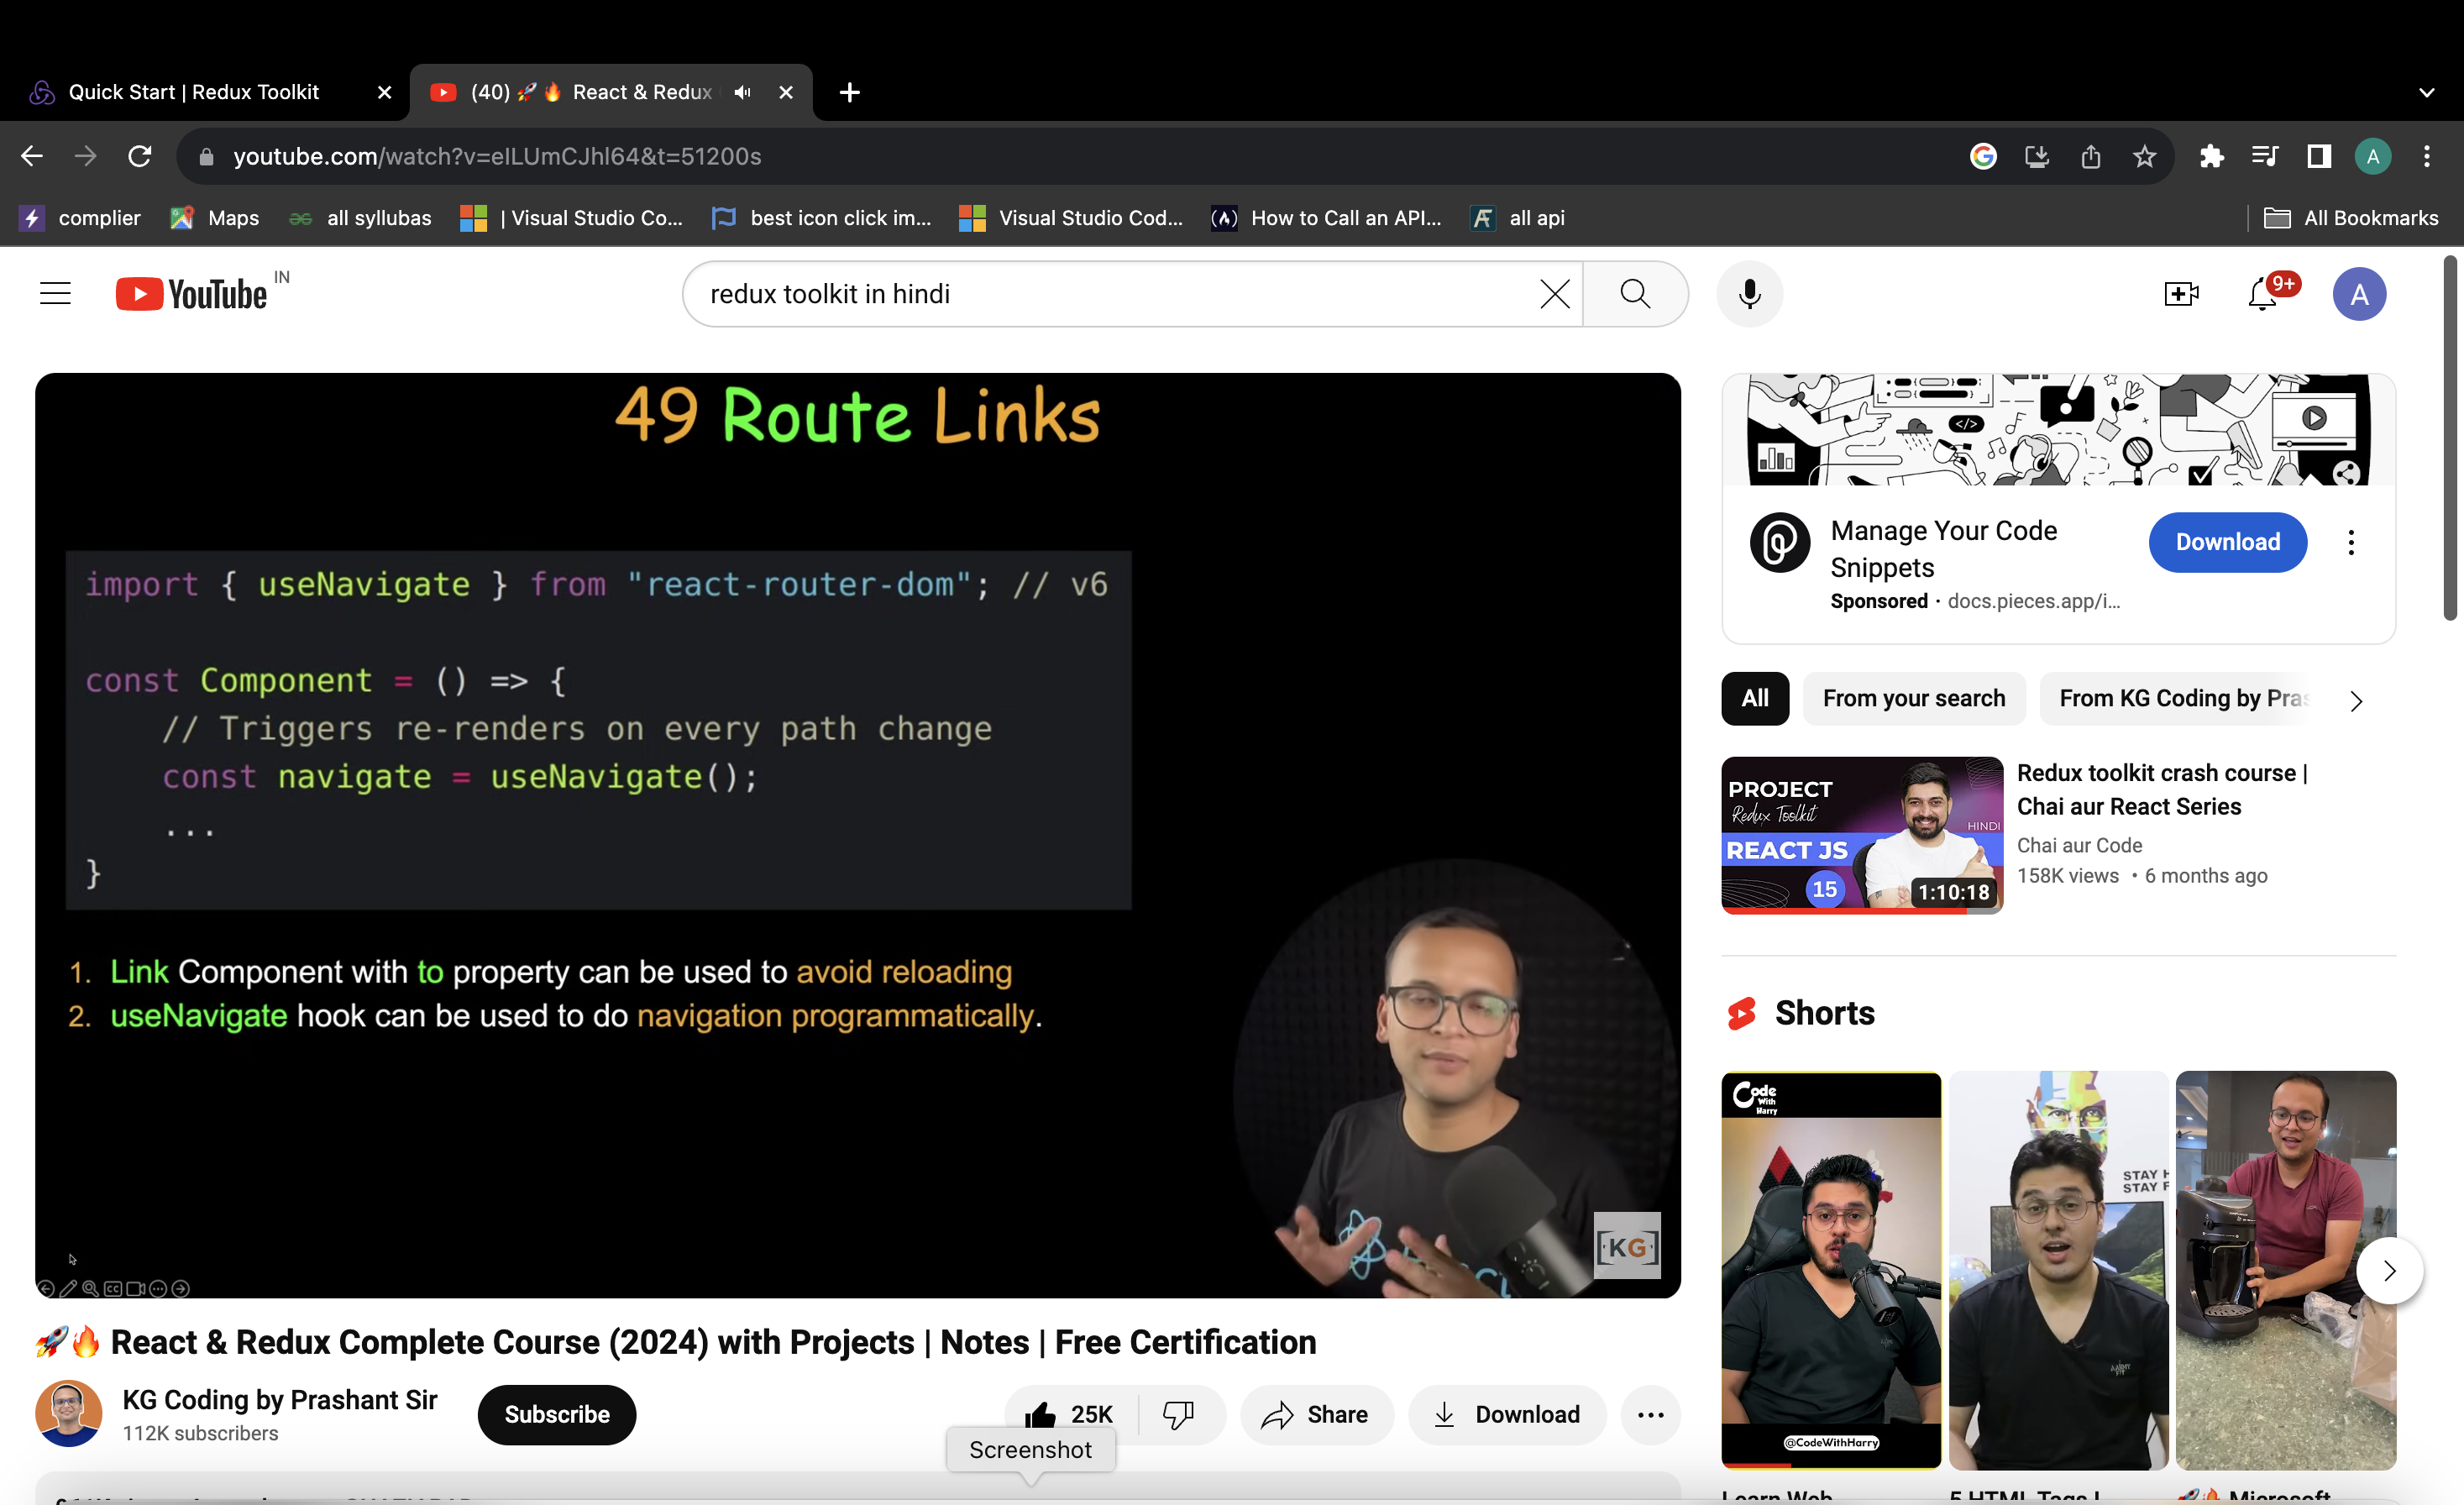 Quick Start | Redux Toolkit
(40) 🚀🔥 React & Redux
youtube.com/watch?v=eILUmCJhl64&t=51200s
A
complier
Maps
all syllubas
| Visual Studio Co...
best icon click im...
Visual Studio Cod...
How to Call an API...
all api
All Bookmarks
YouTube IN
redux toolkit in hindi
9+
A
49 Route Links
import { useNavigate } from "react-router-dom"; // v6
const Component = () => {
// Triggers re-renders on every path change
const navigate = useNavigate();
...
}
1. Link Component with to property can be used to avoid reloading
2. useNavigate hook can be used to do navigation programmatically.
KG
🚀🔥 React & Redux Complete Course (2024) with Projects | Notes | Free Certification
KG Coding by Prashant Sir
112K subscribers
Subscribe
25K
Share
Download
Screenshot
</>
Manage Your Code
Snippets
Sponsored · docs.pieces.app/i...
Download
All
From your search
From KG Coding by Pras
PROJECT
Redux Toolkit
HINDI
REACT JS
15
1:10:18
Redux toolkit crash course |
Chai aur React Series
Chai aur Code
158K views • 6 months ago
Shorts
Code
With
Harry
@CodeWithHarry
STAY H
STAY F
Learn Web
5 HTML Tags I
🚀🔥 Microsoft